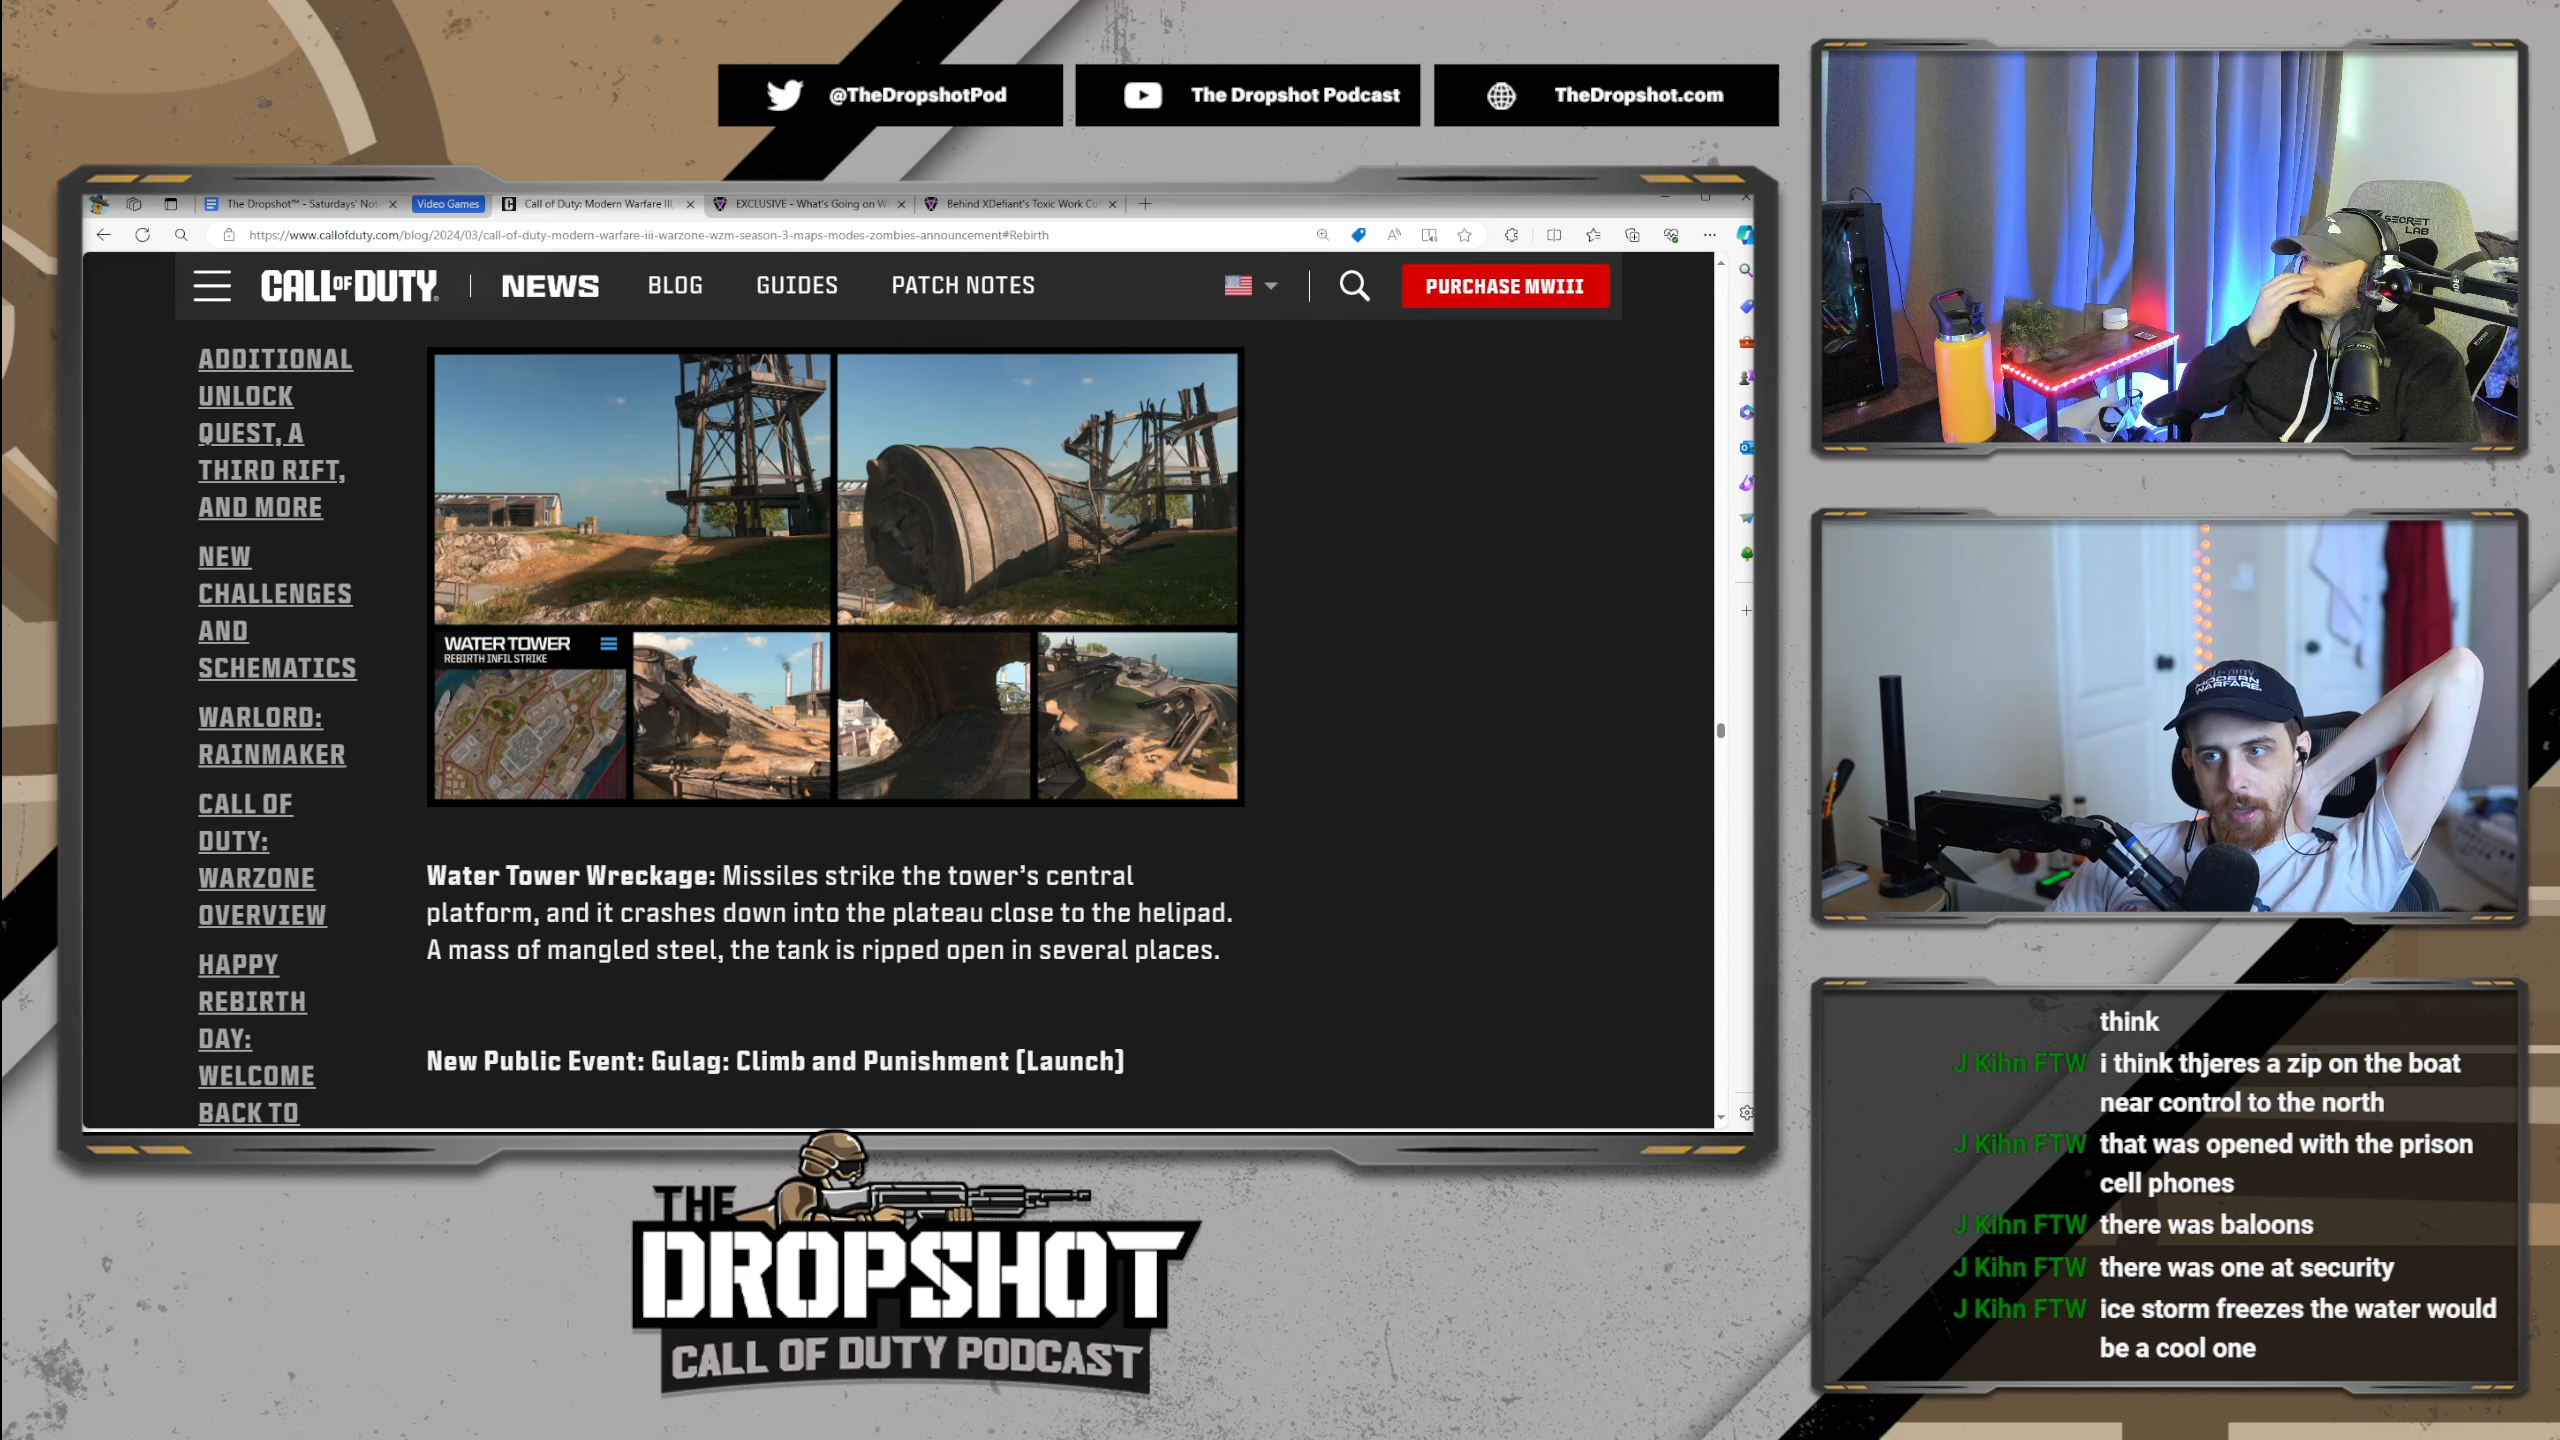 @TheDropshotPod
The Dropshot Podcast
TheDropshot.com
The Dropshot™ - Saturdays' Not
Video Games
Call of Duty: Modern Warfare III,
EXCLUSIVE - What's Going on W
Behind XDefiant's Toxic Work Cu
https://www.callofduty.com/blog/2024/03/call-of-duty-modern-warfare-iii-warzone-wzm-season-3-maps-modes-zombies-announcement#Rebirth
CALL OF DUTY
NEWS
BLOG
GUIDES
PATCH NOTES
PURCHASE MWIII
ADDITIONAL
UNLOCK
QUEST, A
THIRD RIFT,
AND MORE
NEW
CHALLENGES
AND
SCHEMATICS
WARLORD:
RAINMAKER
CALL OF
DUTY:
WARZONE
OVERVIEW
HAPPY
REBIRTH
DAY:
WELCOME
BACK TO
WATER TOWER
REBIRTH INFIL STRIKE
Water Tower Wreckage: Missiles strike the tower's central
platform, and it crashes down into the plateau close to the helipad.
A mass of mangled steel, the tank is ripped open in several places.
New Public Event: Gulag: Climb and Punishment [Launch]
SECRET
LAB
MODERN
WARFARE
think
J Kihn FTW i think thjeres a zip on the boat
near control to the north
J Kihn FTW that was opened with the prison
cell phones
J Kihn FTW there was baloons
J Kihn FTW there was one at security
J Kihn FTW ice storm freezes the water would
be a cool one
THE
DROPSHOT
CALL OF DUTY PODCAST